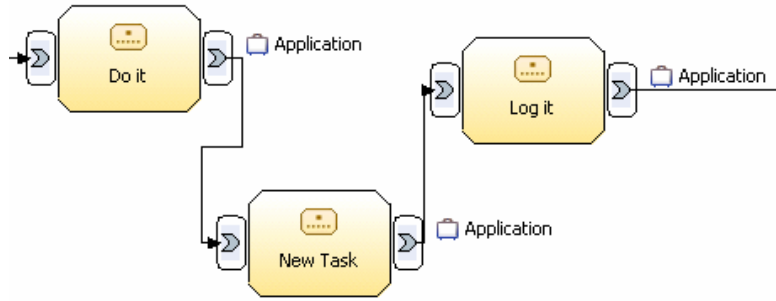 Do it
Application
New Task
Application
Log it
Application